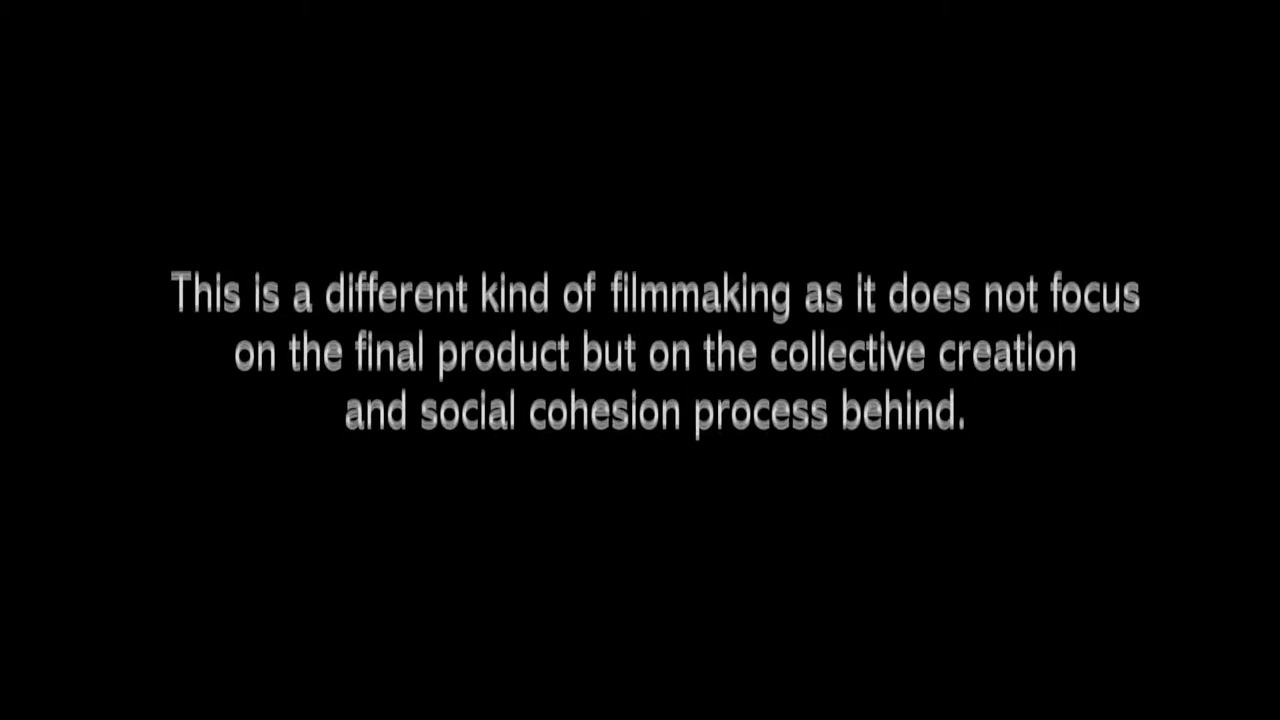 This is a different kind of filmmaking as it does not focus
on the final product but on the collective creation
and social cohesion process behind.